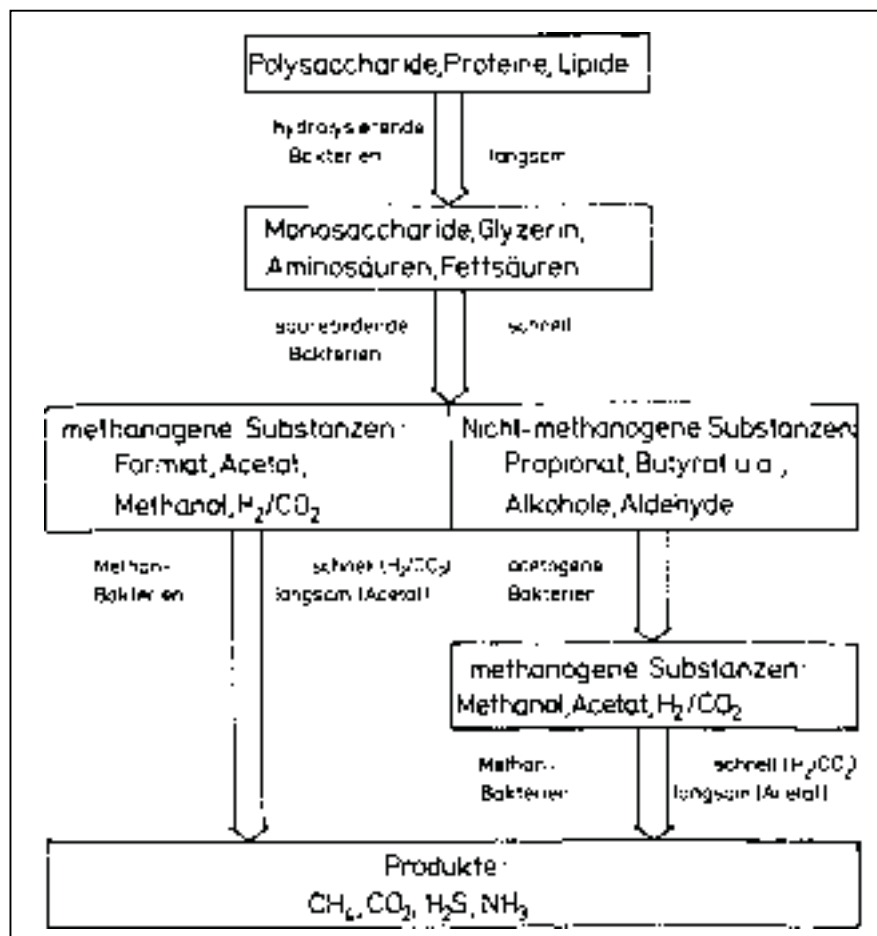 Polysaccharide, Proteine, Lipide
hydrolysierende
Bakterien
langsam
Monosaccharide, Glyzerin,
Aminosäuren, Fettsäuren
säurebildende
Bakterien
schnell
methanogene Substanzen:
Formiat, Acetat,
Methanol, H₂/CO₂
Nicht-methanogene Substanzen:
Propionat, Butyrat u.a.,
Alkohole, Aldehyde
Methan-
Bakterien
schnell (H₂/CO₂)
langsam (Acetat)
acetogene
Bakterien
methanogene Substanzen:
Methanol, Acetat, H₂/CO₂
Methan-
Bakterien
schnell (H₂/CO₂)
langsam (Acetat)
Produkte:
CH₄, CO₂, H₂S, NH₃